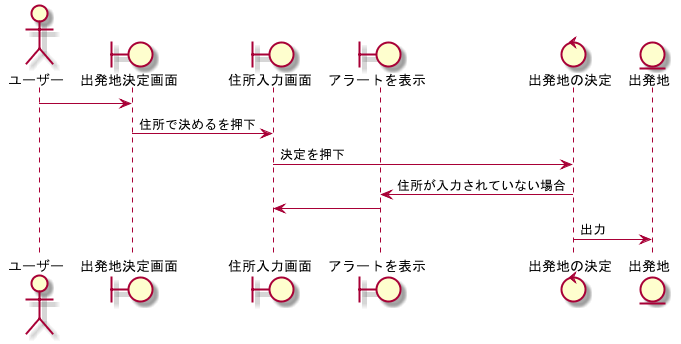 ユーザー
出発地決定画面
住所入力画面
アラートを表示
出発地の決定
出発地
住所で決めるを押下
決定を押下
住所が入力されていない場合
出力
ユーザー
出発地決定画面
住所入力画面
アラートを表示
出発地の決定
出発地